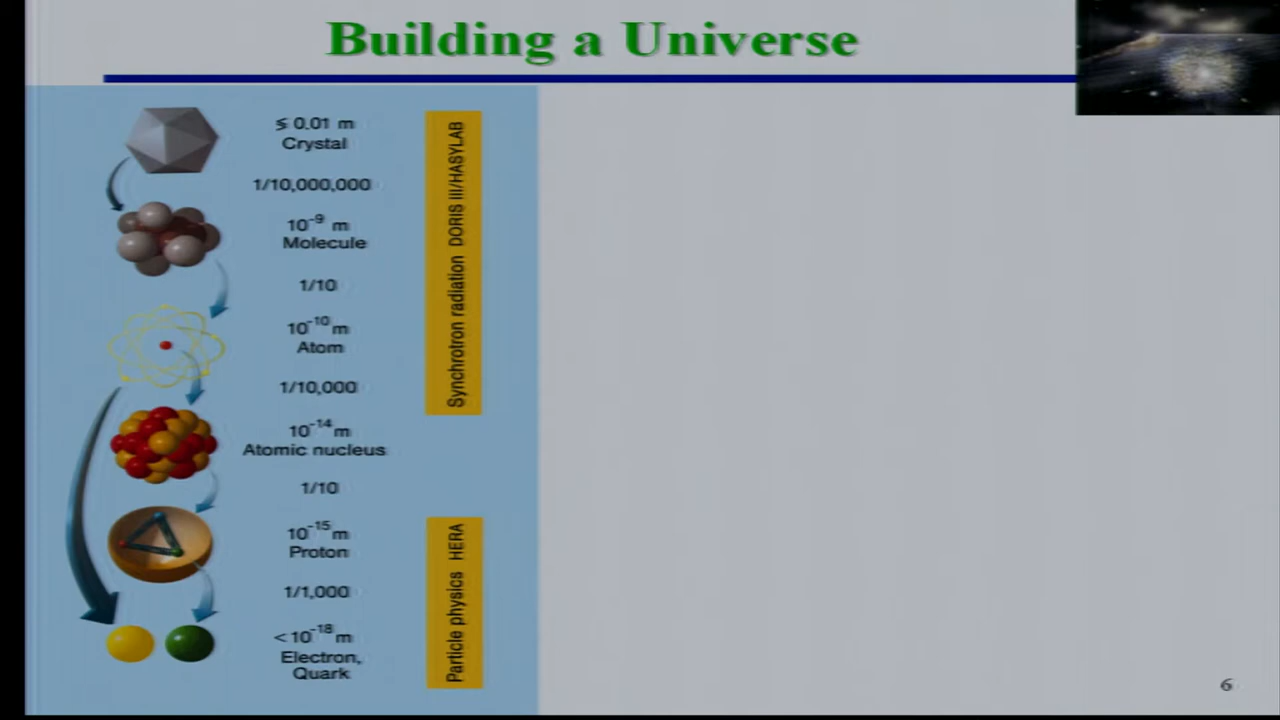 Building a Universe
≤ 0.01 m
Crystal
1/10,000,000
10⁻⁹ m
Molecule
1/10
10⁻¹⁰ m
Atom
1/10,000
10⁻¹⁴ m
Atomic nucleus
1/10
10⁻¹⁵ m
Proton
1/1,000
<10⁻¹⁸ m
Electron,
Quark
Synchrotron radiation DORIS III/HASYLAB
Particle physics HERA
6